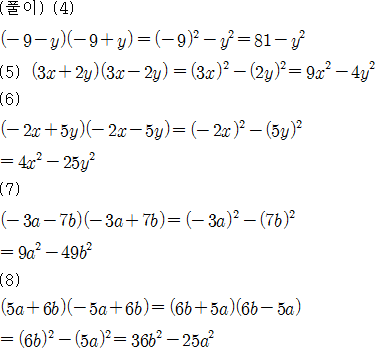 (풀이) (4)
(－9－y)(－9＋y)＝(－9)²－y²＝81－y²
(5) (3x＋2y)(3x－2y)＝(3x)²－(2y)²＝9x²－4y²
(6)
(－2x＋5y)(－2x－5y)＝(－2x)²－(5y)²
＝4x²－25y²
(7)
(－3a－7b)(－3a＋7b)＝(－3a)²－(7b)²
＝9a²－49b²
(8)
(5a＋6b)(－5a＋6b)＝(6b＋5a)(6b－5a)
＝(6b)²－(5a)²＝36b²－25a²